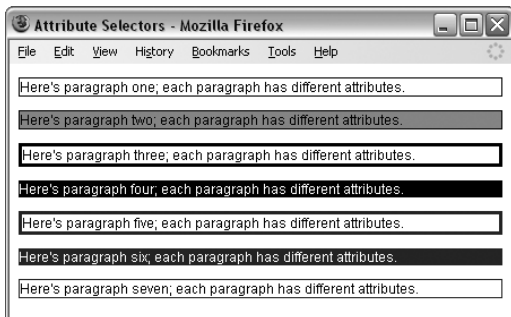 Attribute Selectors - Mozilla Firefox
File Edit View History Bookmarks Tools Help
Here's paragraph one; each paragraph has different attributes.
Here's paragraph two; each paragraph has different attributes.
Here's paragraph three; each paragraph has different attributes.
Here's paragraph four; each paragraph has different attributes.
Here's paragraph five; each paragraph has different attributes.
Here's paragraph six; each paragraph has different attributes.
Here's paragraph seven; each paragraph has different attributes.